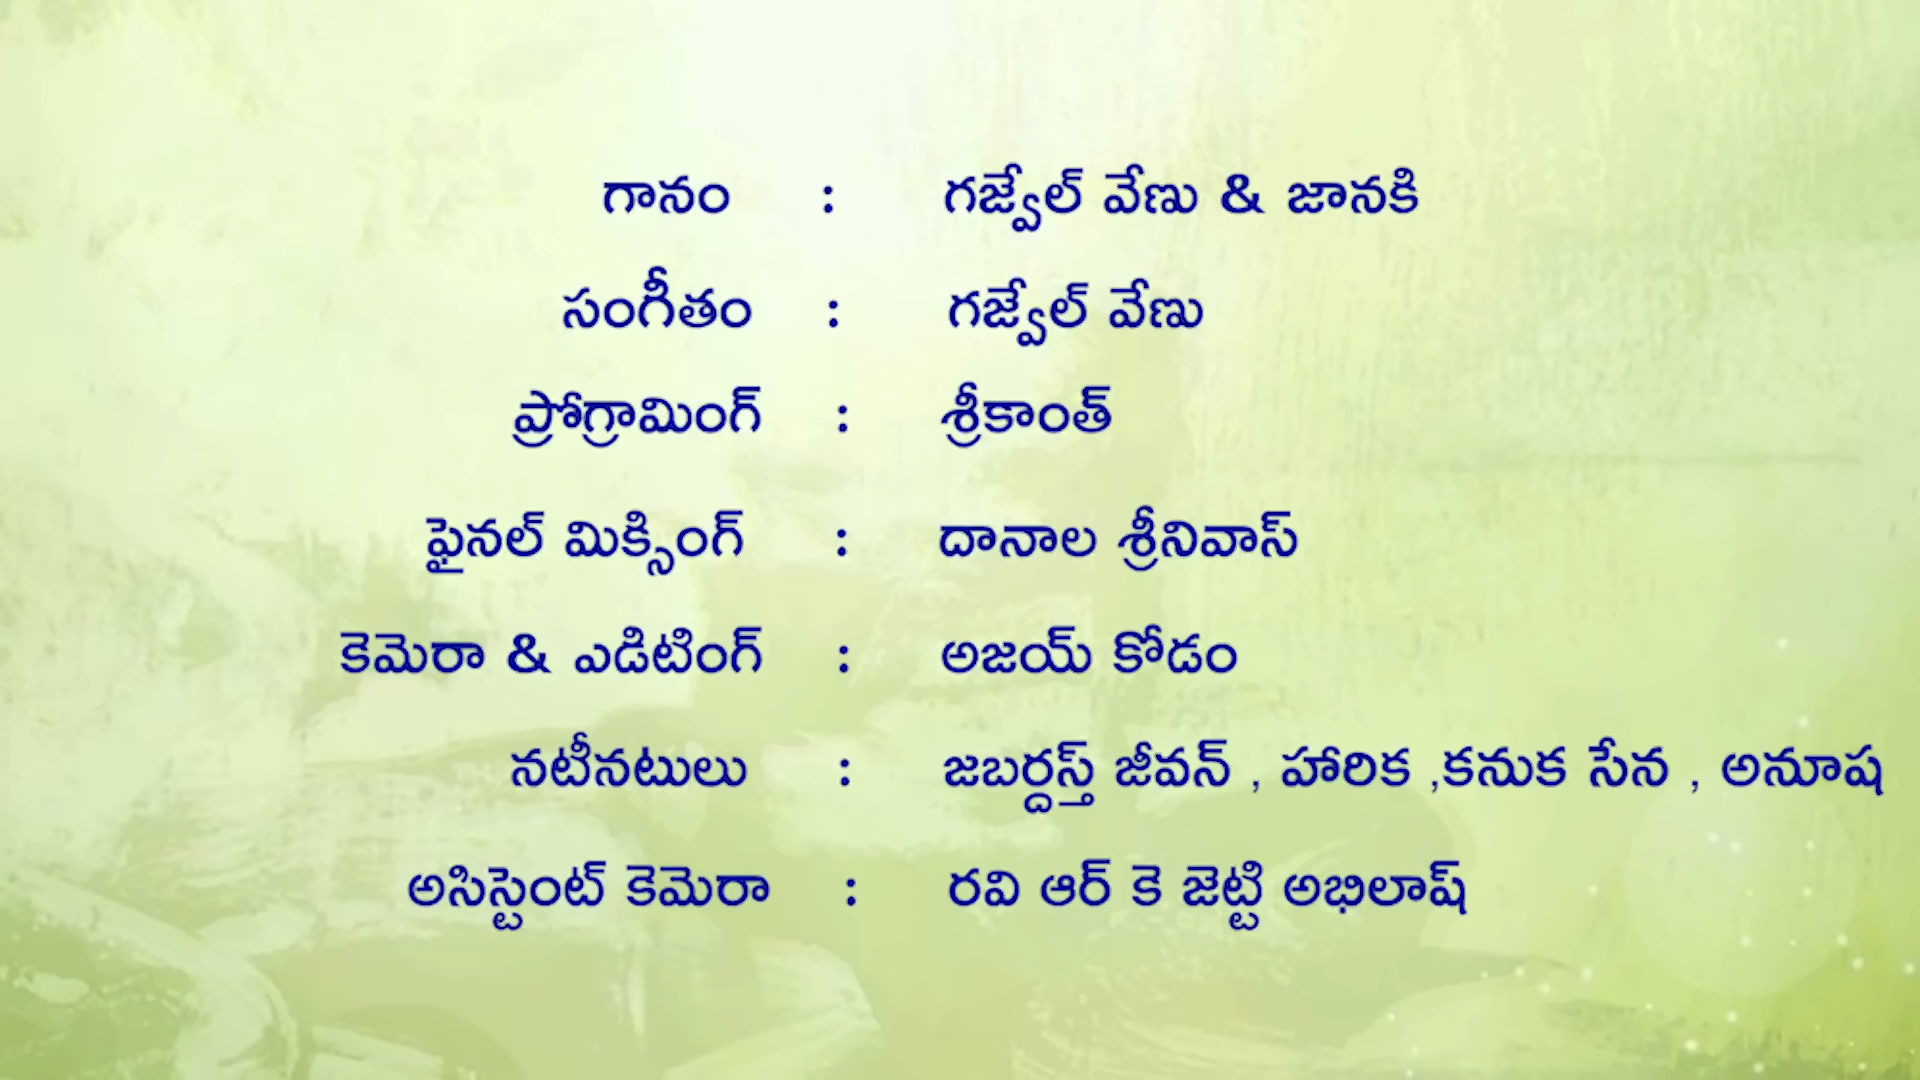 గానం : గజ్వేల్ వేణు & జానకి
సంగీతం : గజ్వేల్ వేణు
ప్రోగ్రామింగ్ : శ్రీకాంత్
ఫైనల్ మిక్సింగ్ : దానాల శ్రీనివాస్
కెమెరా & ఎడిటింగ్ : అజయ్ కోడం
నటీనటులు : జబర్దస్త్ జీవన్ , హారిక ,కనుక సేన , అనూష
అసిస్టెంట్ కెమెరా : రవి ఆర్ కె జెట్టి అభిలాష్